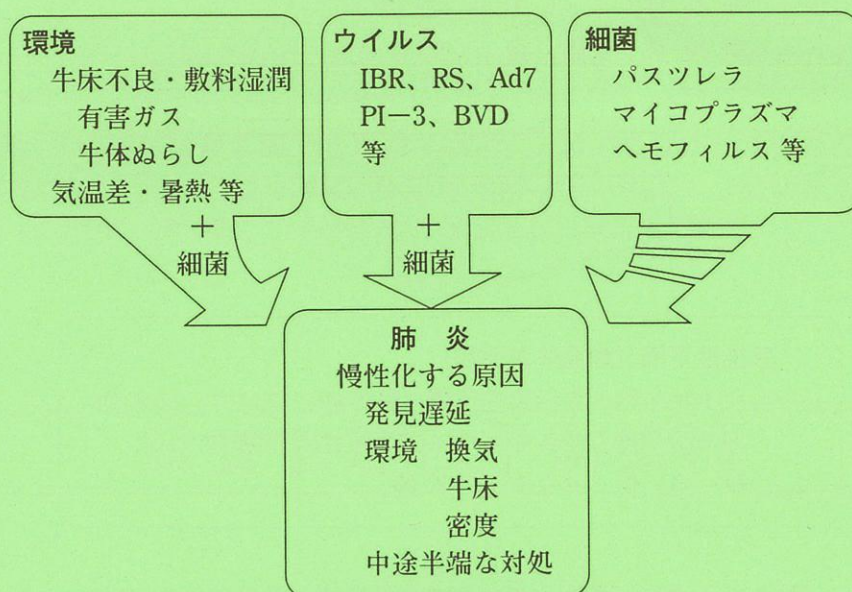 環境
牛床不良・敷料湿潤
有害ガス
牛体ぬらし
気温差・暑熱 等
＋
細菌
ウイルス
IBR、RS、Ad7
PI－3、BVD
等
＋
細菌
細菌
パスツレラ
マイコプラズマ
ヘモフィルス 等
肺　炎
慢性化する原因
発見遅延
環境　換気
牛床
密度
中途半端な対処